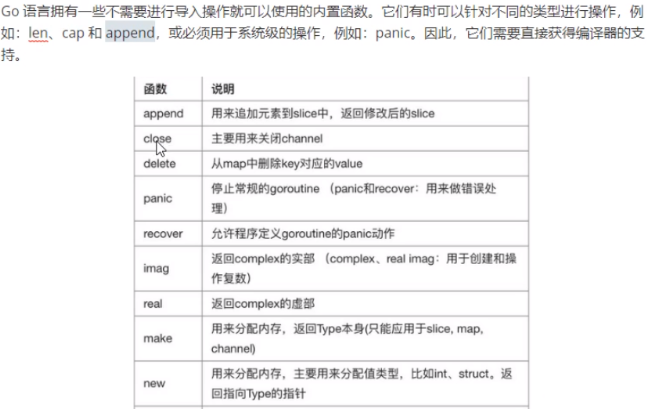 Go 语言拥有一些不需要进行导入操作就可以使用的内置函数。它们有时可以针对不同的类型进行操作，例
如：len、cap 和 append，或必须用于系统级的操作，例如：panic。因此，它们需要直接获得编译器的支
持。
函数 说明
append 用来追加元素到slice中，返回修改后的slice
close 主要用来关闭channel
delete 从map中删除key对应的value
panic 停止常规的goroutine （panic和recover：用来做错误处
理）
recover 允许程序定义goroutine的panic动作
imag 返回complex的实部 （complex、real imag：用于创建和操
作复数）
real 返回complex的虚部
make 用来分配内存，返回Type本身(只能应用于slice, map,
channel)
new 用来分配内存，主要用来分配值类型，比如int、struct。返
回指向Type的指针